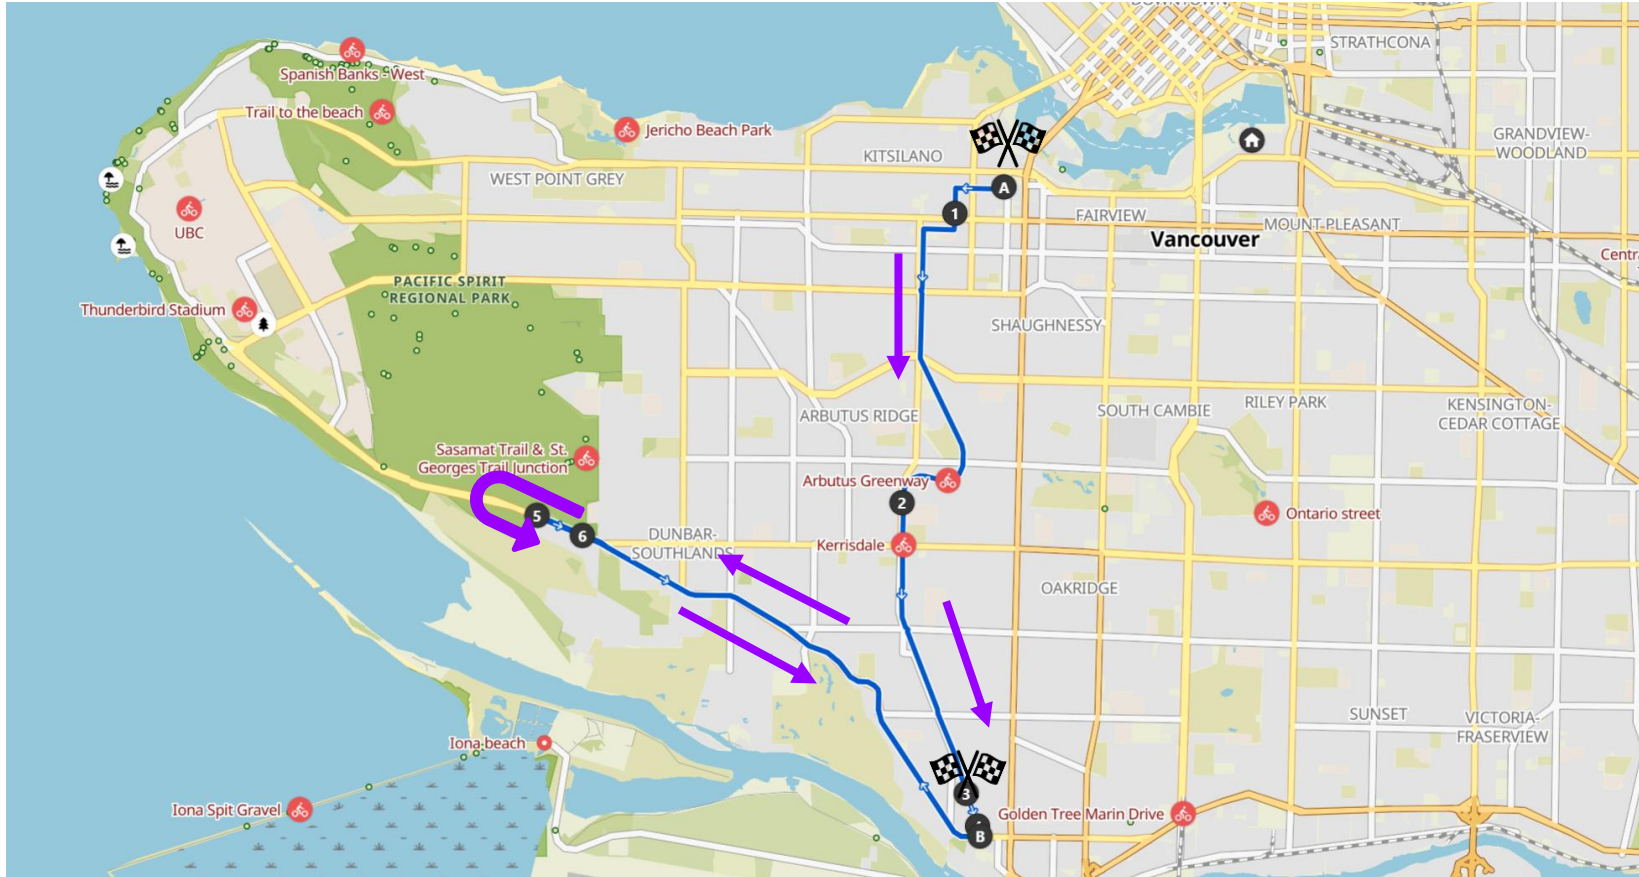 DOWNTOWN
STRATHCONA
Spanish Banks - West
Trail to the beach
Jericho Beach Park
GRANDVIEW-
WOODLAND
KITSILANO
WEST POINT GREY
A
1
FAIRVIEW
MOUNT PLEASANT
UBC
Vancouver
Centr
PACIFIC SPIRIT
REGIONAL PARK
Thunderbird Stadium
SHAUGHNESSY
ARBUTUS RIDGE
SOUTH CAMBIE
RILEY PARK
KENSINGTON-
CEDAR COTTAGE
Sasamat Trail & St.
Georges Trail Junction
Arbutus Greenway
2
Ontario street
5
6
DUNBAR-
SOUTHLANDS
Kerrisdale
OAKRIDGE
SUNSET
VICTORIA-
FRASERVIEW
Iona beach
3
Iona Spit Gravel
Golden Tree Marin Drive
B